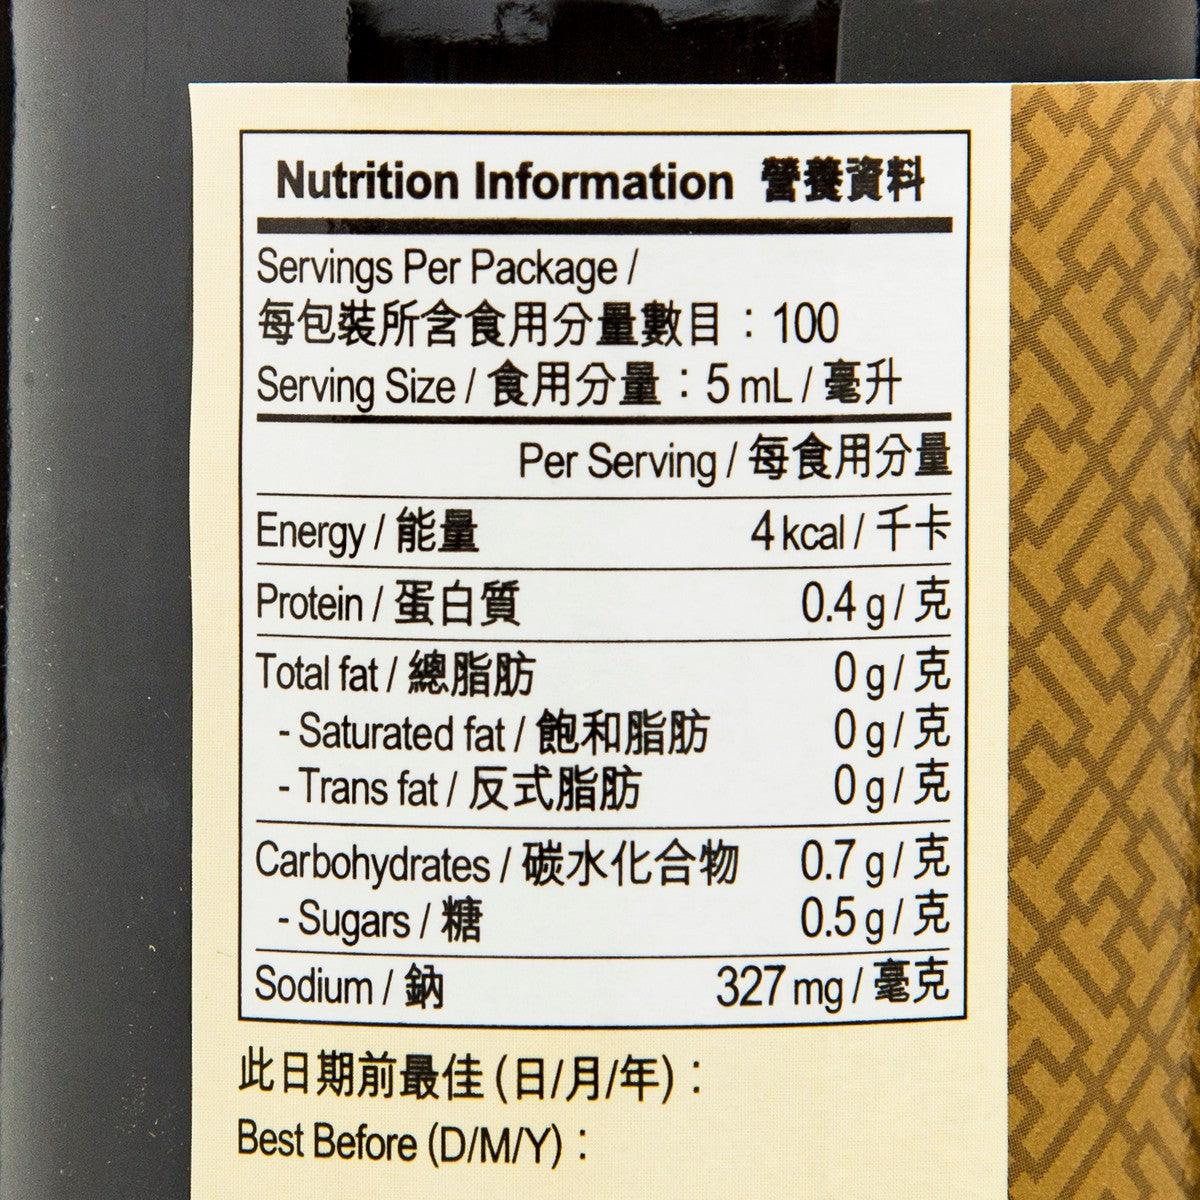 Nutrition Information 營養資料
Servings Per Package /
每包裝所含食用分量數目：100
Serving Size / 食用分量：5 mL / 毫升
Per Serving / 每食用分量
Energy / 能量 4 kcal / 千卡
Protein / 蛋白質 0.4 g / 克
Total fat / 總脂肪 0 g / 克
- Saturated fat / 飽和脂肪 0 g / 克
- Trans fat / 反式脂肪 0 g / 克
Carbohydrates / 碳水化合物 0.7 g / 克
- Sugars / 糖 0.5 g / 克
Sodium / 鈉 327 mg / 毫克
此日期前最佳 (日/月/年)：
Best Before (D/M/Y)：